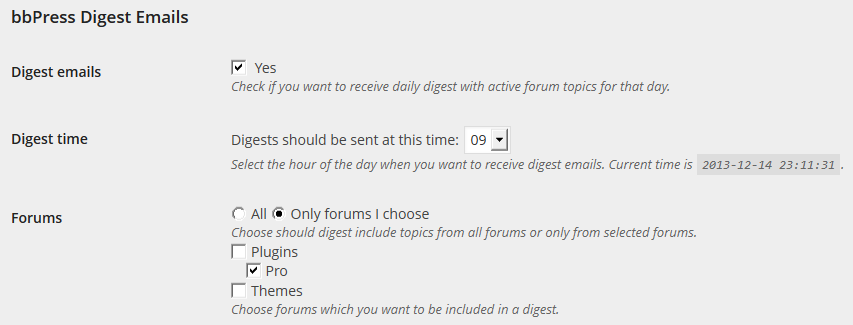 bbPress Digest Emails
Digest emails Yes
Check if you want to receive daily digest with active forum topics for that day.
Digest time Digests should be sent at this time: 09
Select the hour of the day when you want to receive digest emails. Current time is 2013-12-14 23:11:31 .
Forums All Only forums I choose
Choose should digest include topics from all forums or only from selected forums.
Plugins
Pro
Themes
Choose forums which you want to be included in a digest.